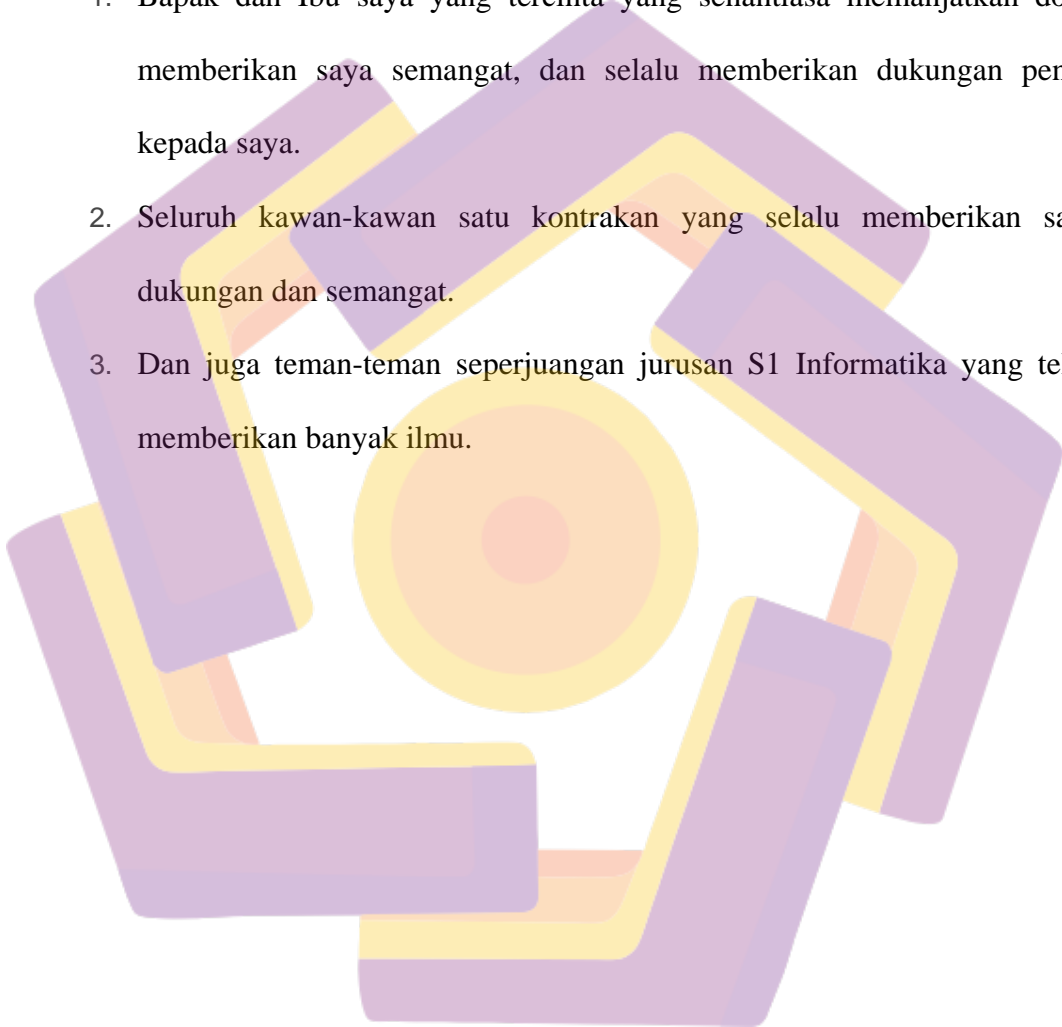 1. Bapak dan Ibu saya yang tercinta yang senantiasa memanjatkan
memberikan saya semangat, dan selalu memberikan dukungan
kepada saya.
2. Seluruh kawan-kawan satu kontrakan yang selalu memberikan
dukungan dan semangat.
3. Dan juga teman-teman seperjuangan jurusan S1 Informatika yang
memberikan banyak ilmu.